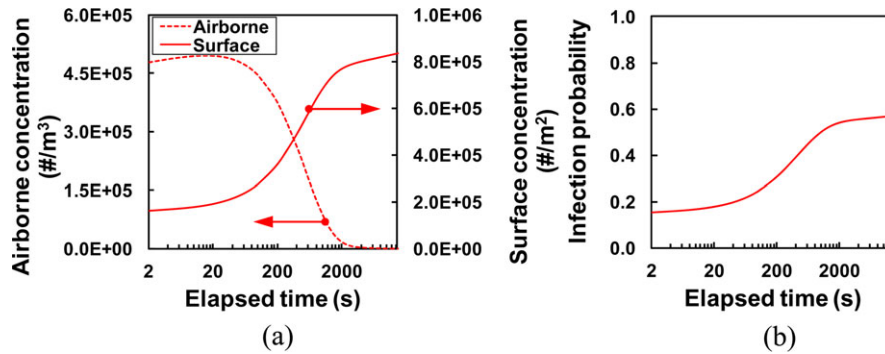 6.0E+05
4.5E+05
3.0E+05
1.5E+05
0.0E+00
Airborne concentration
(#/m³)
Airborne
Surface
1.0E+06
8.0E+05
6.0E+05
4.0E+05
2.0E+05
0.0E+00
Surface concentration
(#/m²)
2 20 200 2000
Elapsed time (s)
(a)
1.0
0.8
0.6
0.4
0.2
0.0
Infection probability
2 20 200 2000
Elapsed time (s)
(b)